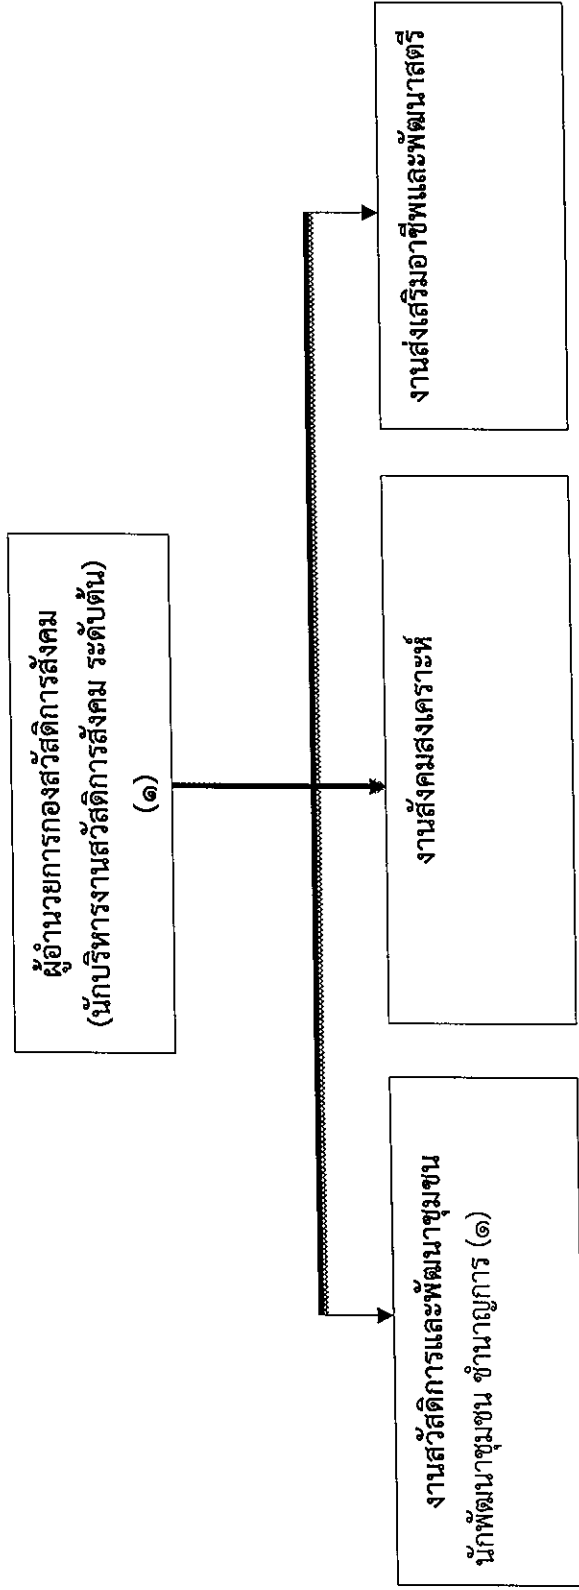 ผู้อำนวยการกองสวัสดิการสังคม
(นักบริหารงานสวัสดิการสังคม ระดับต้น)
(๑)
งานสวัสดิการและพัฒนาชุมชน
นักพัฒนาชุมชน ชำนาญการ (๑)
งานสังคมสงเคราะห์
งานส่งเสริมอาชีพและพัฒนาสตรี